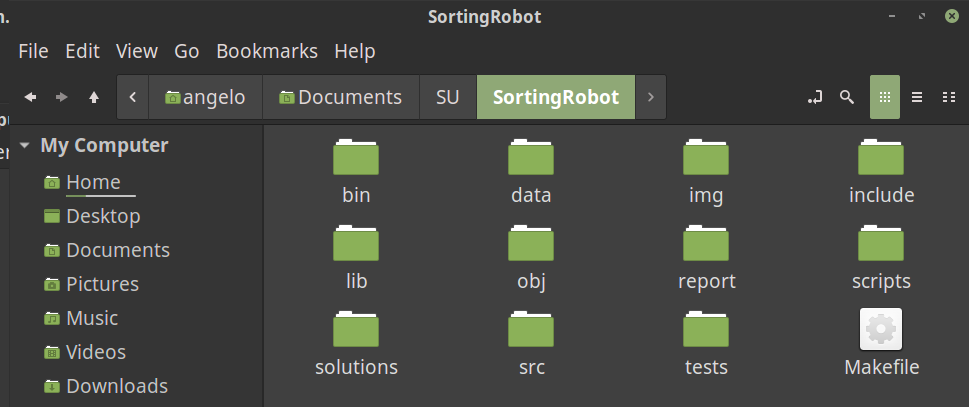 n.
SortingRobot
File Edit View Go Bookmarks Help
angelo Documents SU SortingRobot
My Computer
Home
Desktop
Documents
Pictures
Music
Videos
Downloads
bin data img include
lib obj report scripts
solutions src tests Makefile